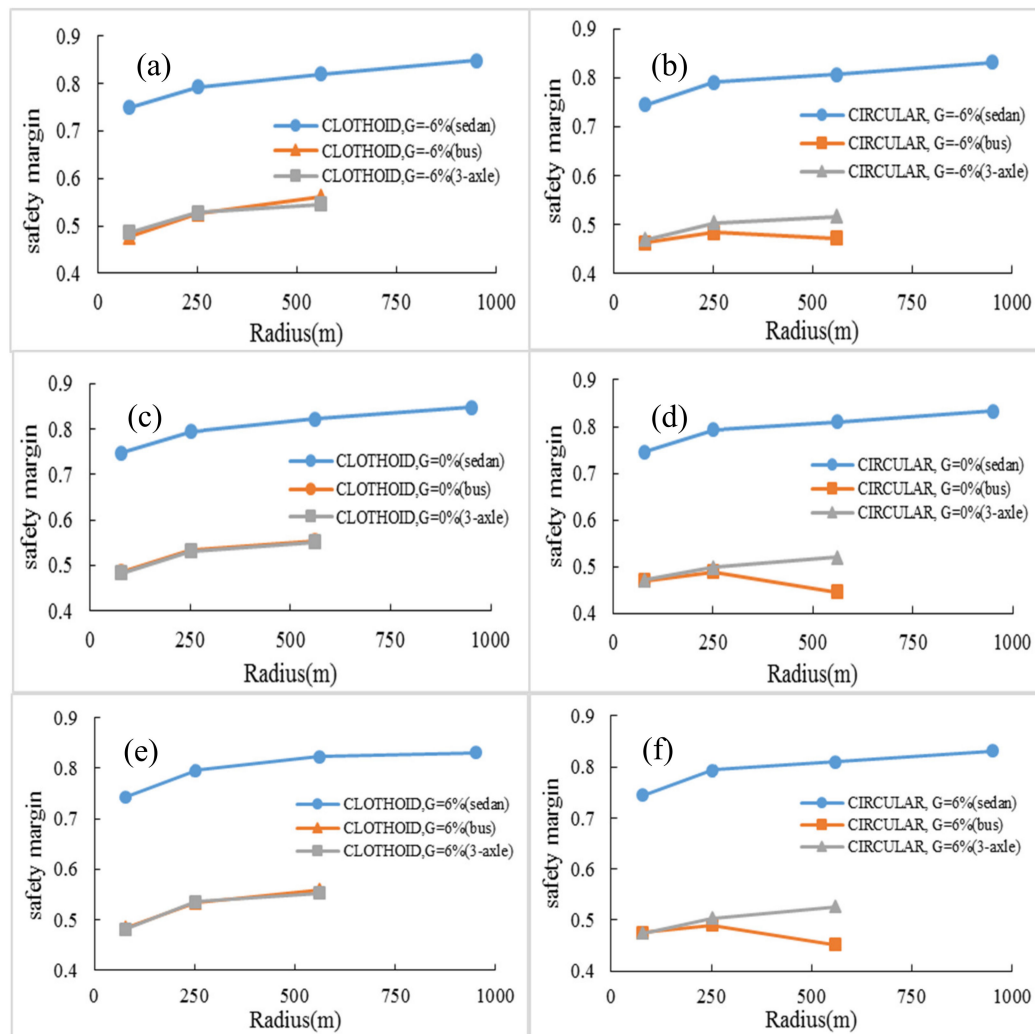 (a)
safety margin
0.9
0.8
0.7
0.6
0.5
0.4
CLOTHOID,G=-6%(sedan)
CLOTHOID,G=-6%(bus)
CLOTHOID,G=-6%(3-axle)
0 250 500 750 1000
Radius(m)
(b)
safety margin
0.9
0.8
0.7
0.6
0.5
0.4
CIRCULAR, G=-6%(sedan)
CIRCULAR, G=-6%(bus)
CIRCULAR, G=-6%(3-axle)
0 250 500 750 1000
Radius(m)
(c)
safety margin
0.9
0.8
0.7
0.6
0.5
0.4
CLOTHOID,G=0%(sedan)
CLOTHOID,G=0%(bus)
CLOTHOID,G=0%(3-axle)
0 250 500 750 1000
Radius(m)
(d)
safety margin
0.9
0.8
0.7
0.6
0.5
0.4
CIRCULAR, G=0%(sedan)
CIRCULAR, G=0%(bus)
CIRCULAR, G=0%(3-axle)
0 250 500 750 1000
Radius(m)
(e)
safety margin
0.9
0.8
0.7
0.6
0.5
0.4
CLOTHOID,G=6%(sedan)
CLOTHOID,G=6%(bus)
CLOTHOID,G=6%(3-axle)
0 250 500 750 1000
Radius(m)
(f)
safety margin
0.9
0.8
0.7
0.6
0.5
0.4
CIRCULAR, G=6%(sedan)
CIRCULAR, G=6%(bus)
CIRCULAR, G=6%(3-axle)
0 250 500 750 1000
Radius(m)